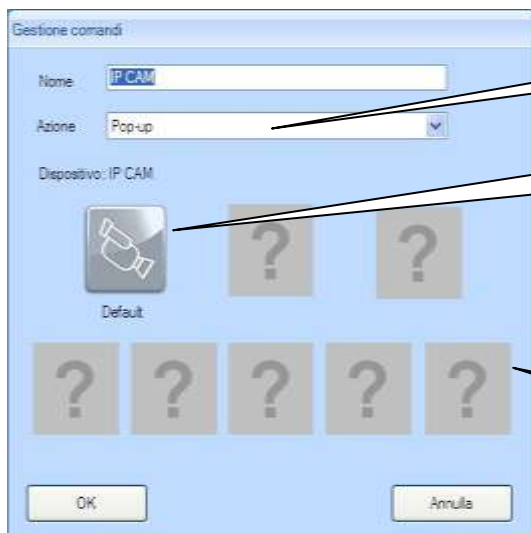 Gestione comandi
Nome IP CAM
Azione Pop-up
Dispositivo: IP CAM
? ?
Default
? ? ? ? ?
OK Annulla